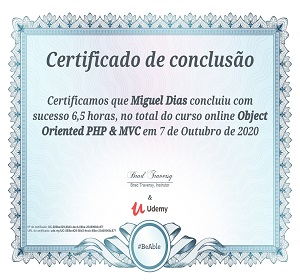 Certificado de conclusão
Certificamos que Miguel Dias concluiu com
sucesso 6,5 horas, no total do curso online Object
Oriented PHP & MVC em 7 de Outubro de 2020
Brad Traversy
Brad Traversy, Instrutor
&
Udemy
#BeAble